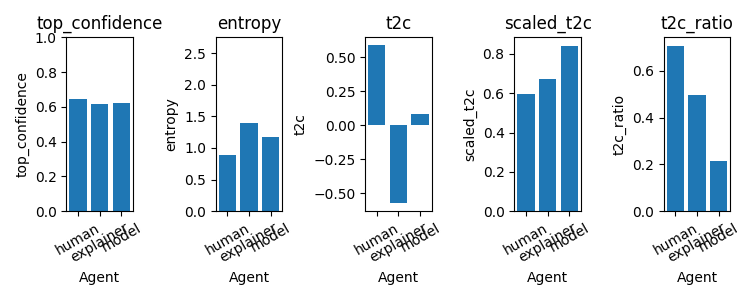 top_confidence
entropy
t2c
scaled_t2c
t2c_ratio
top_confidence
1.0
0.8
0.6
0.4
0.2
0.0
human
explainer
model
Agent
entropy
2.5
2.0
1.5
1.0
0.5
0.0
human
explainer
model
Agent
t2c
0.50
0.25
0.00
−0.25
−0.50
human
explainer
model
Agent
scaled_t2c
0.8
0.6
0.4
0.2
0.0
human
explainer
model
Agent
t2c_ratio
0.6
0.4
0.2
0.0
human
explainer
model
Agent